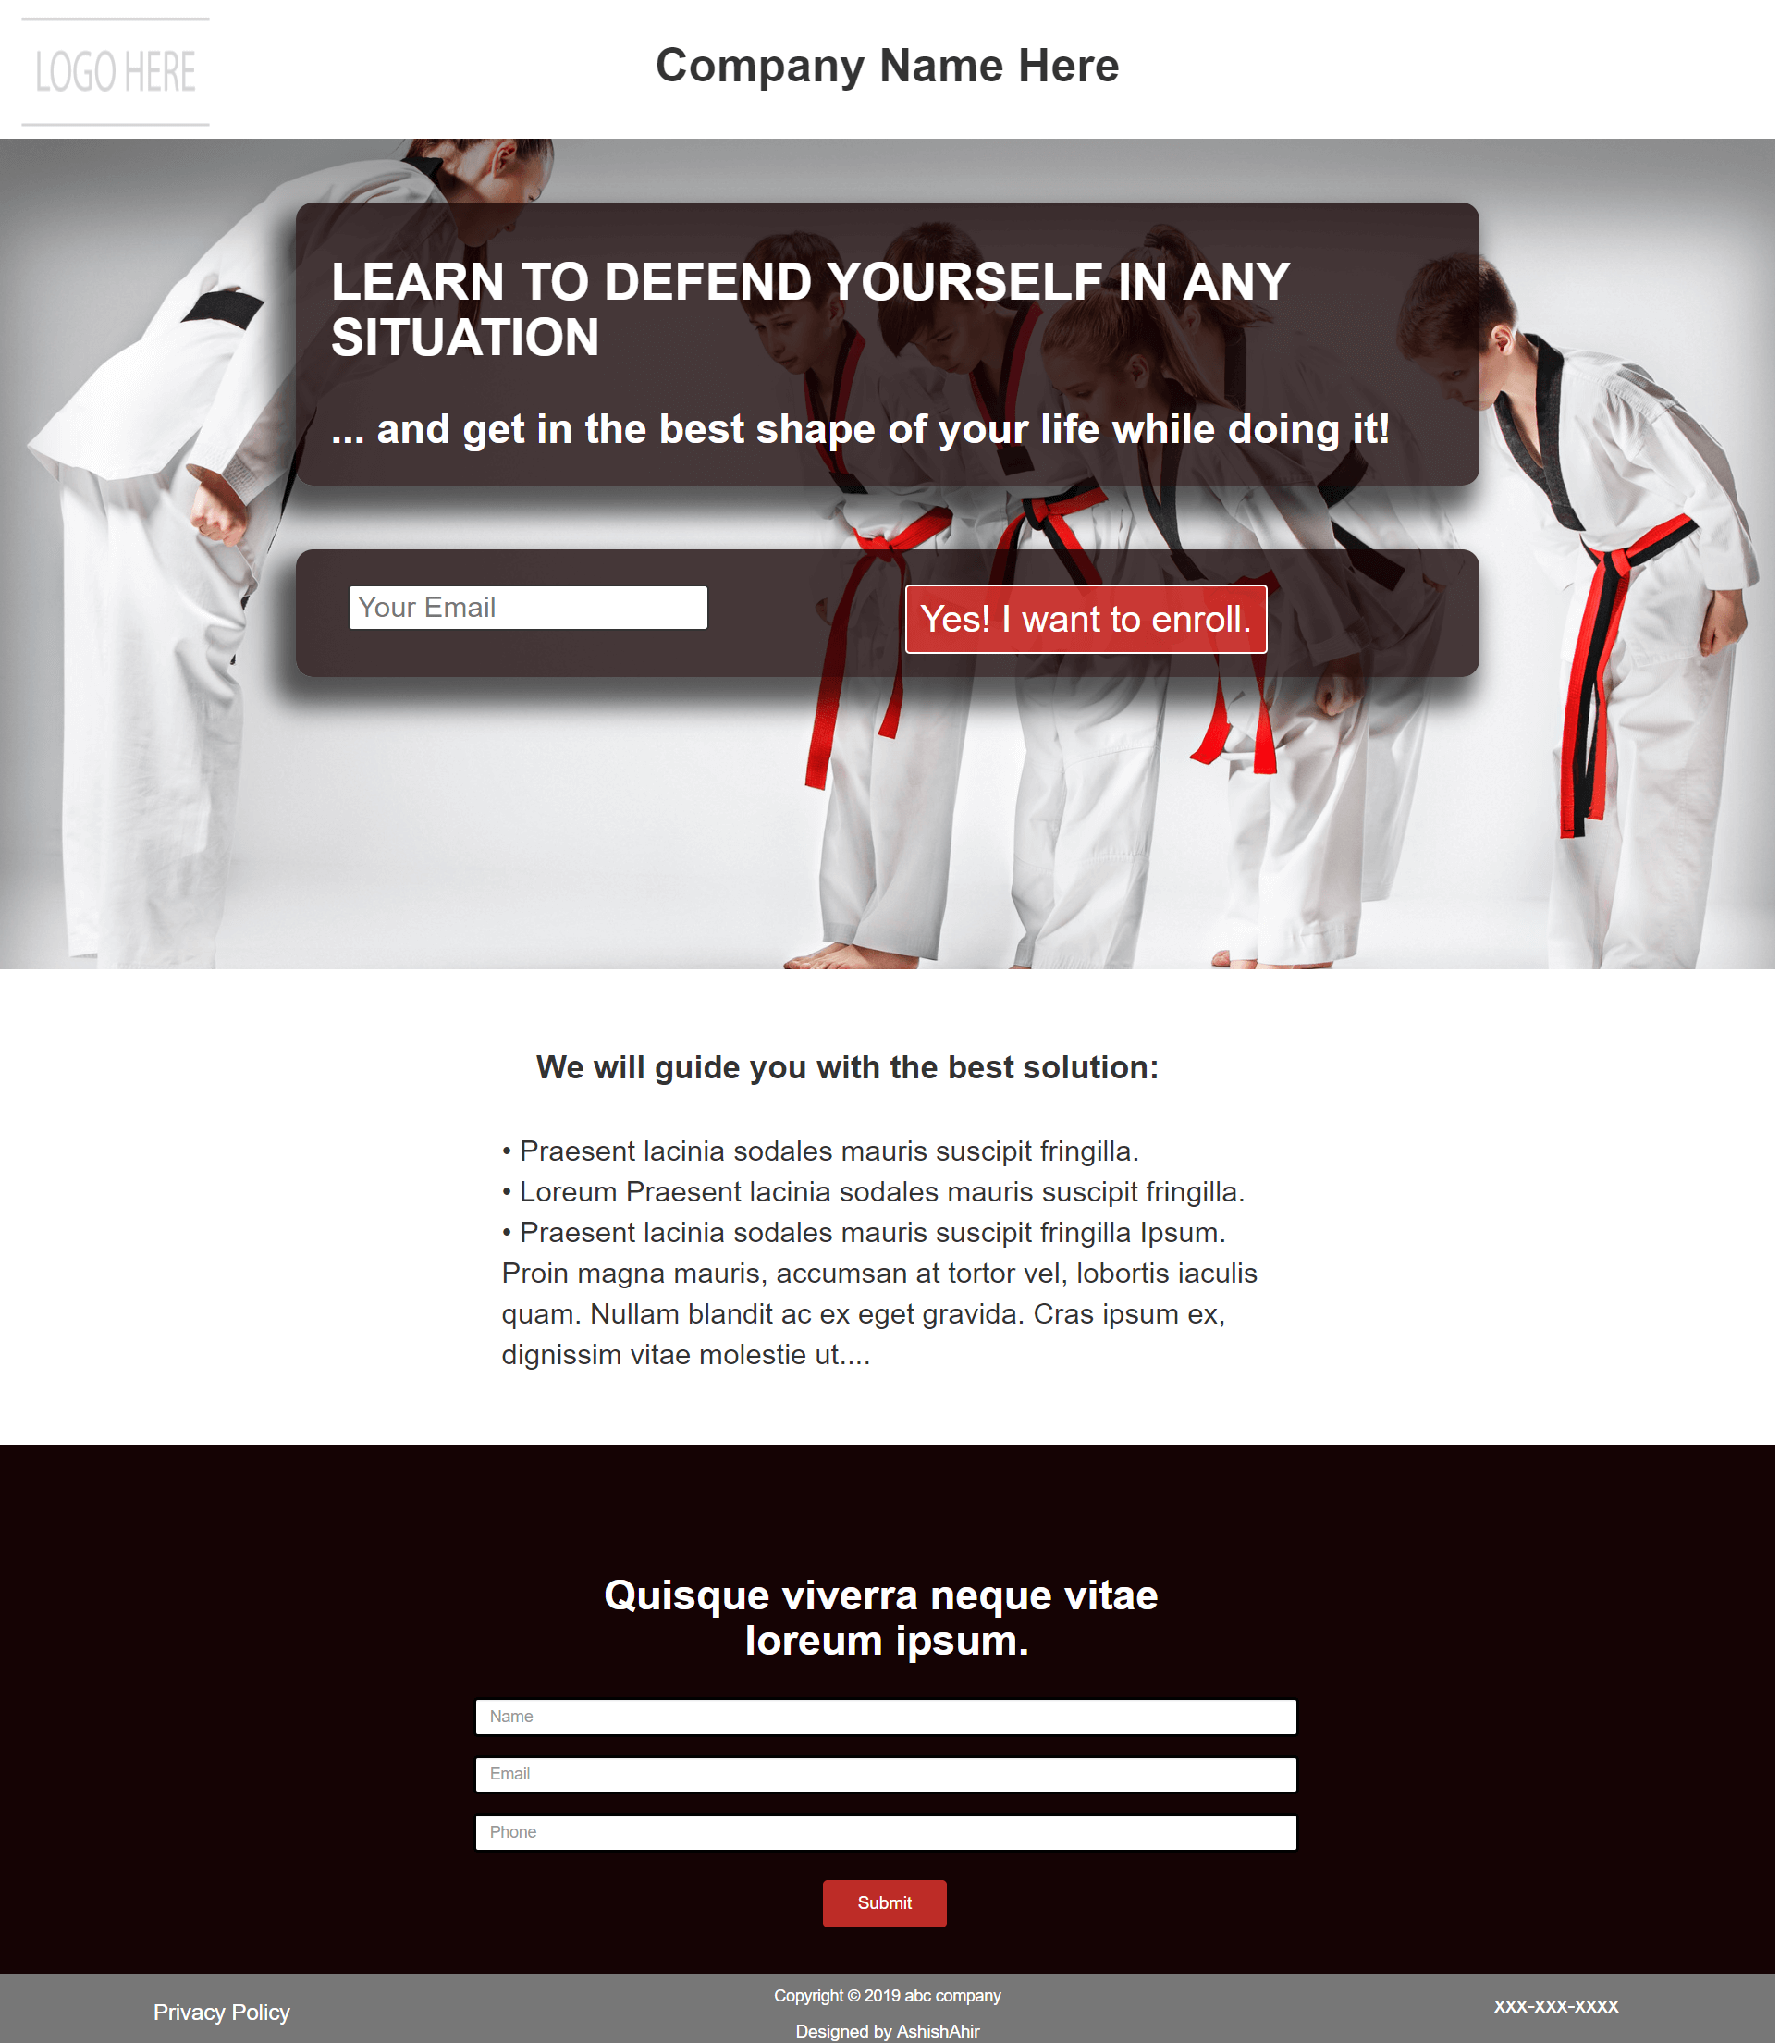 LOGO HERE
Company Name Here
LEARN TO DEFEND YOURSELF IN ANY
SITUATION
... and get in the best shape of your life while doing it!
Your Email
Yes! I want to enroll.
We will guide you with the best solution:
• Praesent lacinia sodales mauris suscipit fringilla.
• Loreum Praesent lacinia sodales mauris suscipit fringilla.
• Praesent lacinia sodales mauris suscipit fringilla Ipsum.
Proin magna mauris, accumsan at tortor vel, lobortis iaculis
quam. Nullam blandit ac ex eget gravida. Cras ipsum ex,
dignissim vitae molestie ut....
Quisque viverra neque vitae
loreum ipsum.
Name
Email
Phone
Submit
Privacy Policy
Copyright © 2019 abc company
Designed by AshishAhir
xxx-xxx-xxxx